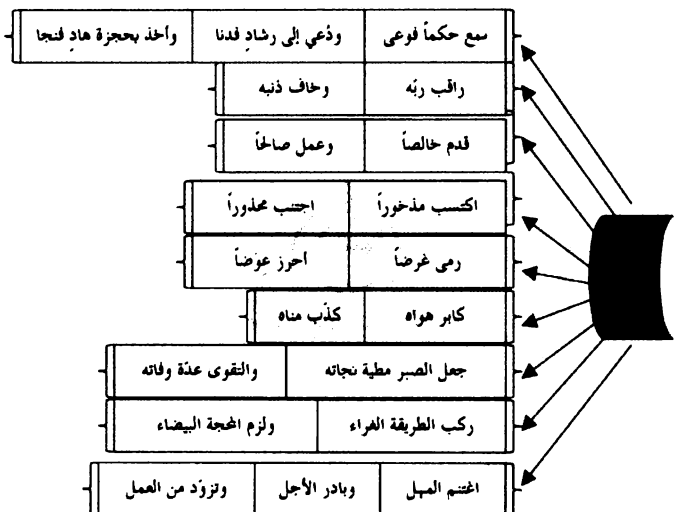 سمع حكماً فوعى ودُعي إلى رشادٍ فدنا وأخذ بحجزة هادٍ فنجا
راقب ربّه وخاف ذنبه
قدم خالصاً وعمل صالحاً
اكتسب مذخوراً اجتنب محذوراً
رمى غرضاً أحرز عوضاً
كابر هواه كذّب مناه
جعل الصبر مطية نجاته والتقوى عدّة وفاته
ركب الطريقة الغراء ولزم المحجة البيضاء
اغتنم المهل وبادر الأجل وتزوّد من العمل